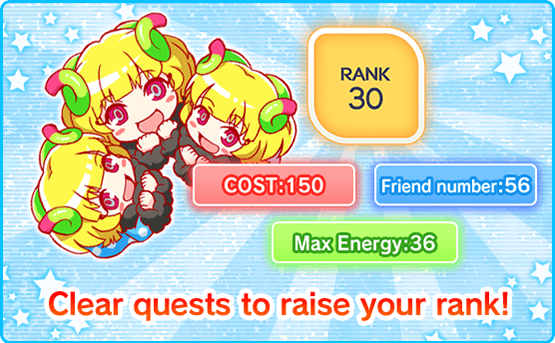 RANK
30
COST:150
Friend number:56
Max Energy:36
Clear quests to raise your rank!